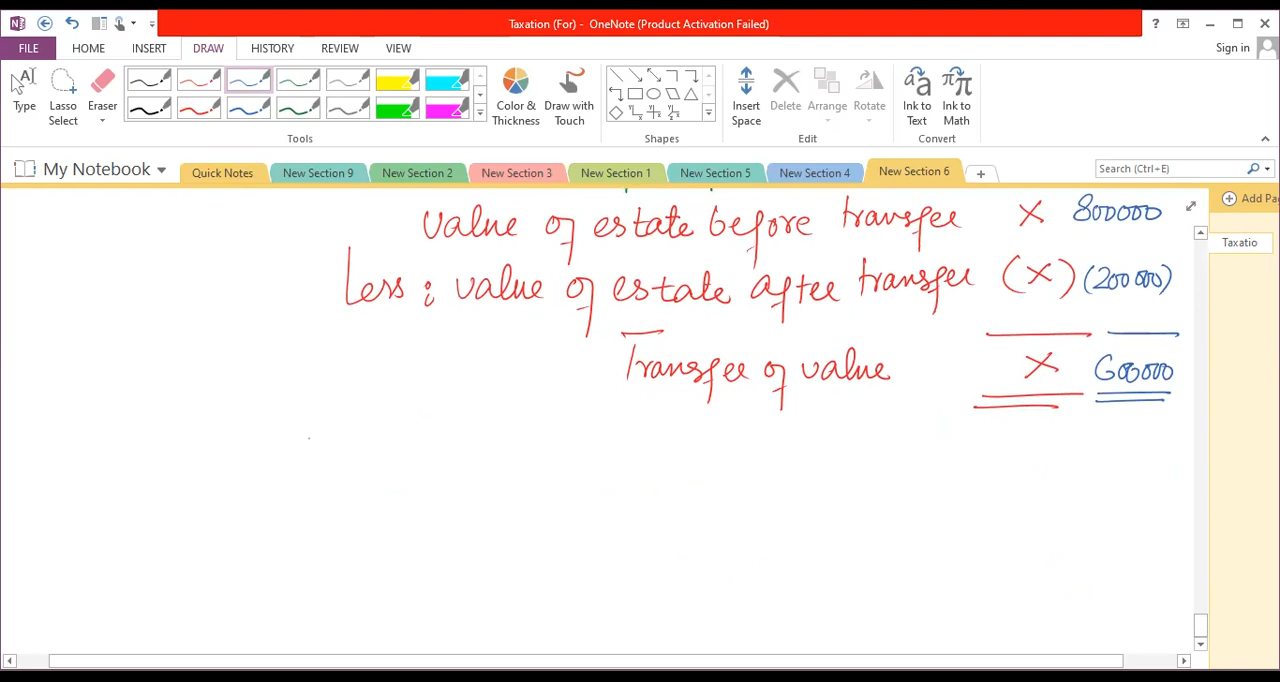 Taxation (For) - OneNote (Product Activation Failed)
?
FILE HOME INSERT DRAW HISTORY REVIEW VIEW
Sign in
Type
Lasso Select
Eraser
Color & Thickness
Draw with Touch
Insert Space
Delete
Arrange
Rotate
Ink to Text
Ink to Math
Tools
Shapes
Edit
Convert
My Notebook Quick Notes New Section 9 New Section 2 New Section 3 New Section 1 New Section 5 New Section 4 New Section 6
Search (Ctrl+E)
Add Pa
Taxatio
value of estate before transfer X 800000
Less : value of estate after transfer (X) (200000)
Transfer of value X 600000